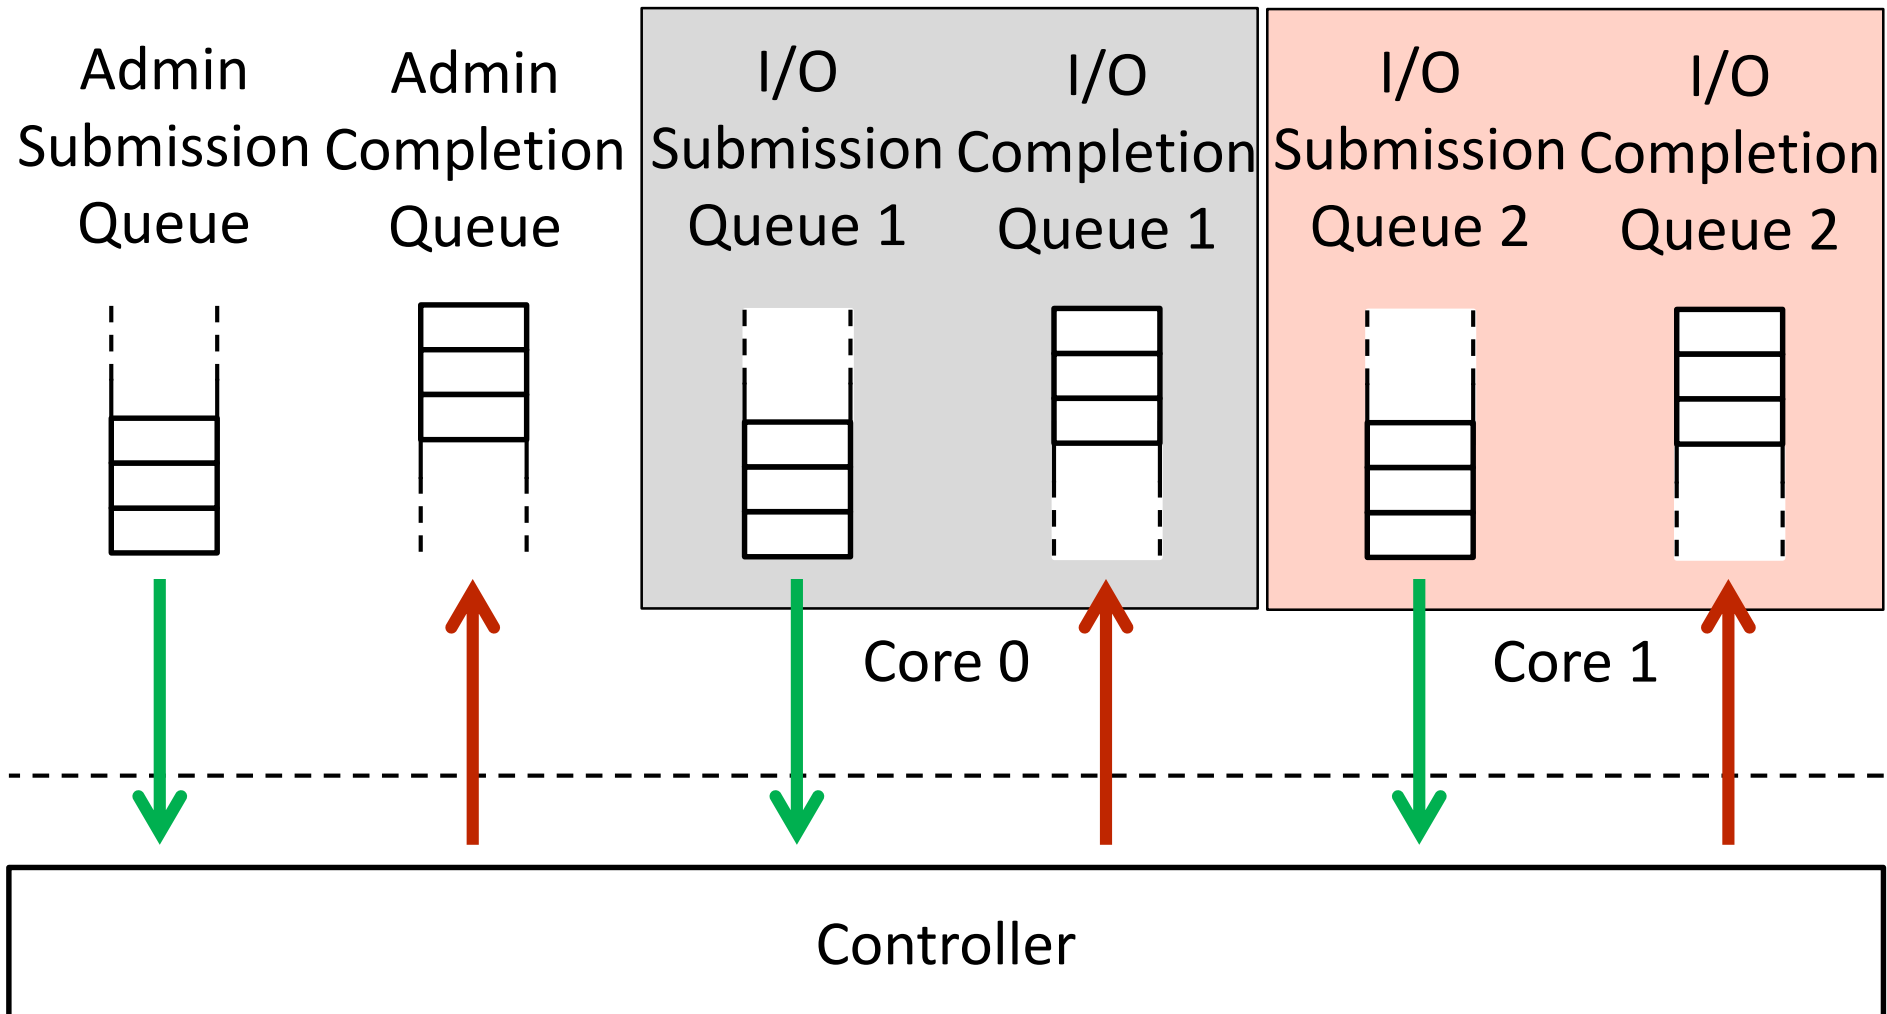 Admin
Submission
Queue
Admin
Completion
Queue
I/O
Submission
Queue 1
I/O
Completion
Queue 1
I/O
Submission
Queue 2
I/O
Completion
Queue 2
Core 0
Core 1
Controller